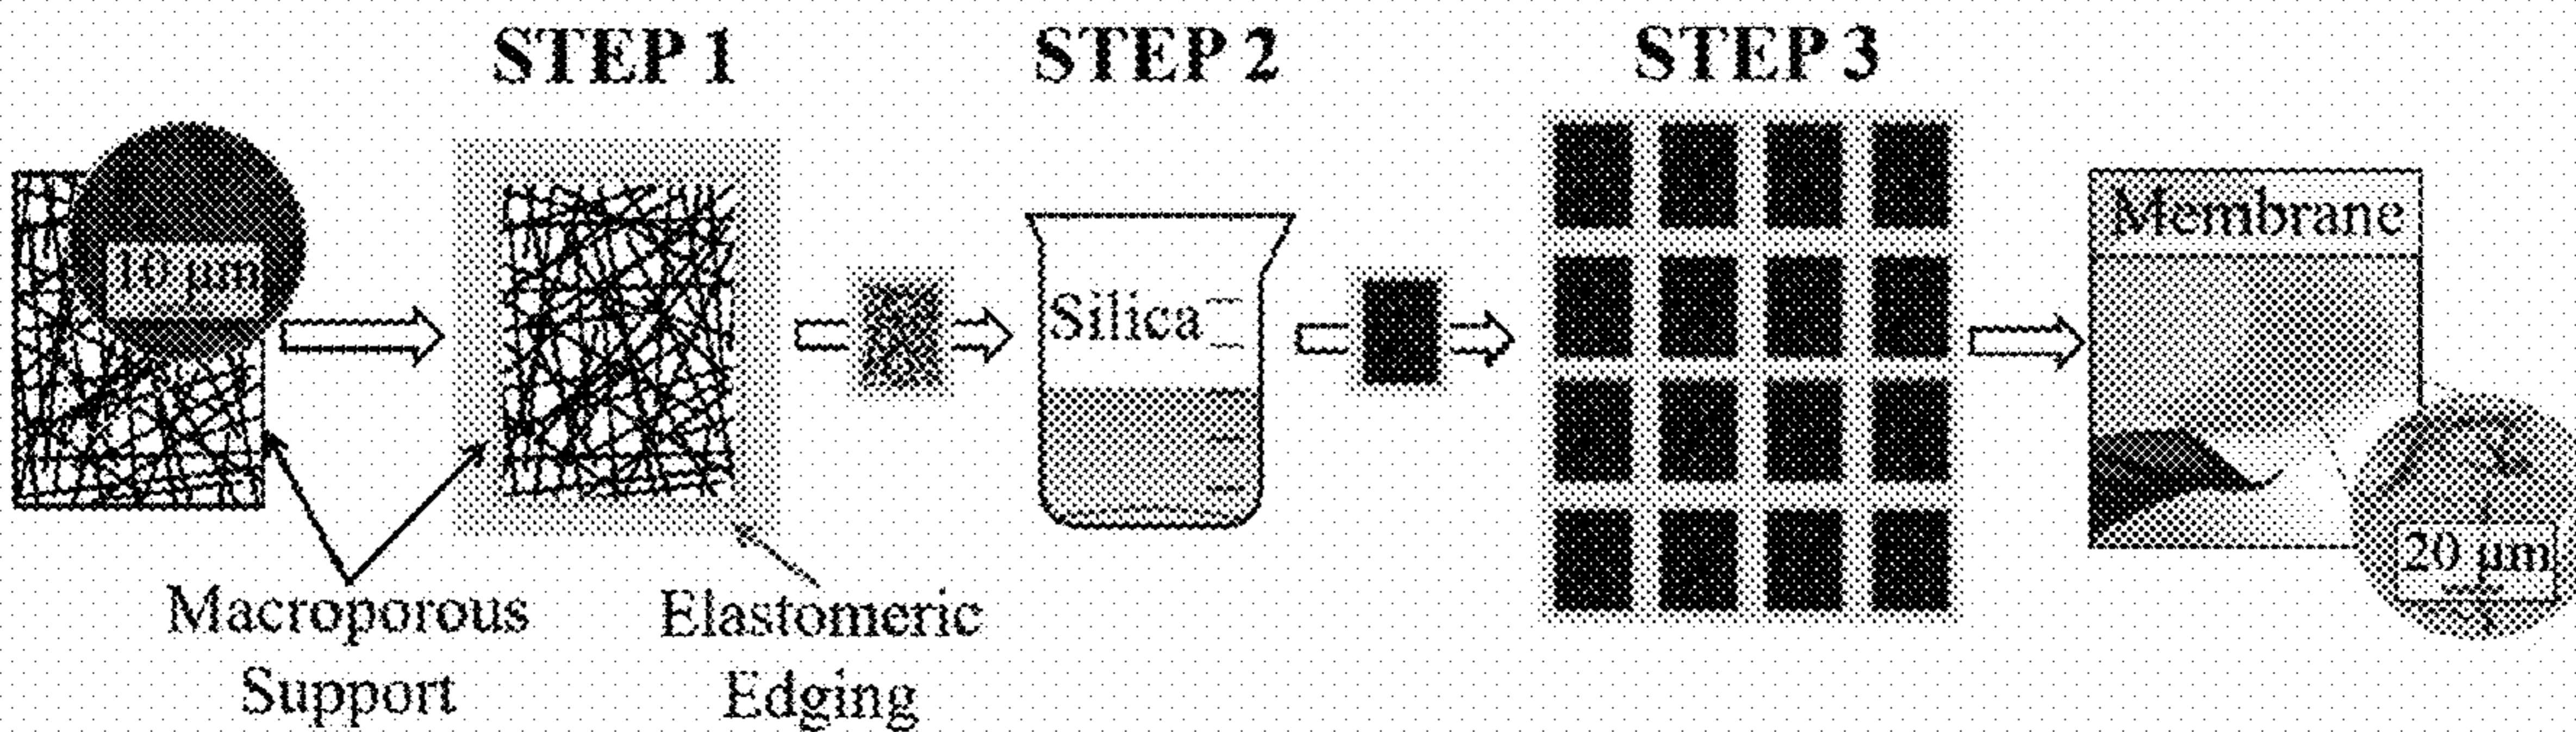 STEP 1
STEP 2
STEP 3
10 μm
Silica
Membrane
20 μm
Macroporous
Support
Elastomeric
Edging